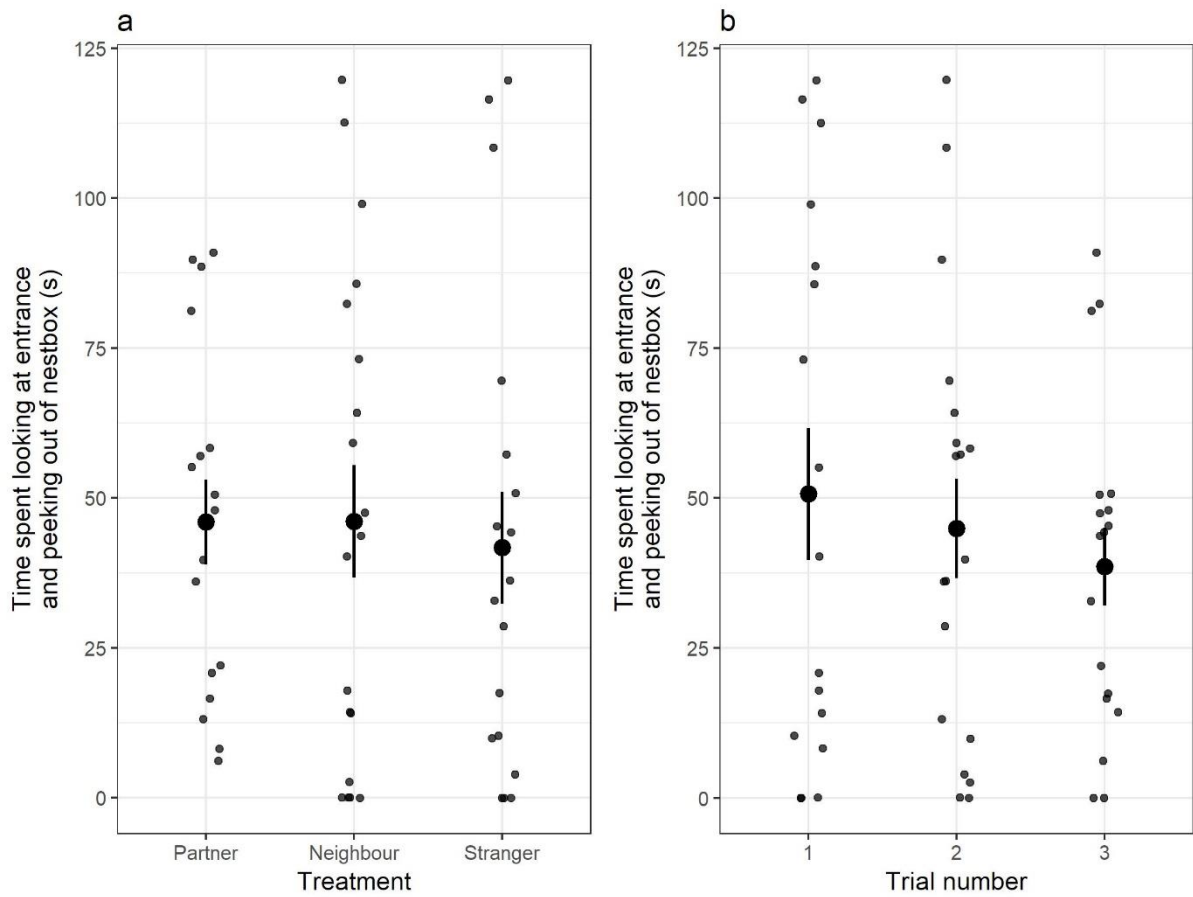 a
Time spent looking at entrance
and peeking out of nestbox (s)
125
100
75
50
25
0
Partner Neighbour Stranger
Treatment
b
Time spent looking at entrance
and peeking out of nestbox (s)
125
100
75
50
25
0
1 2 3
Trial number